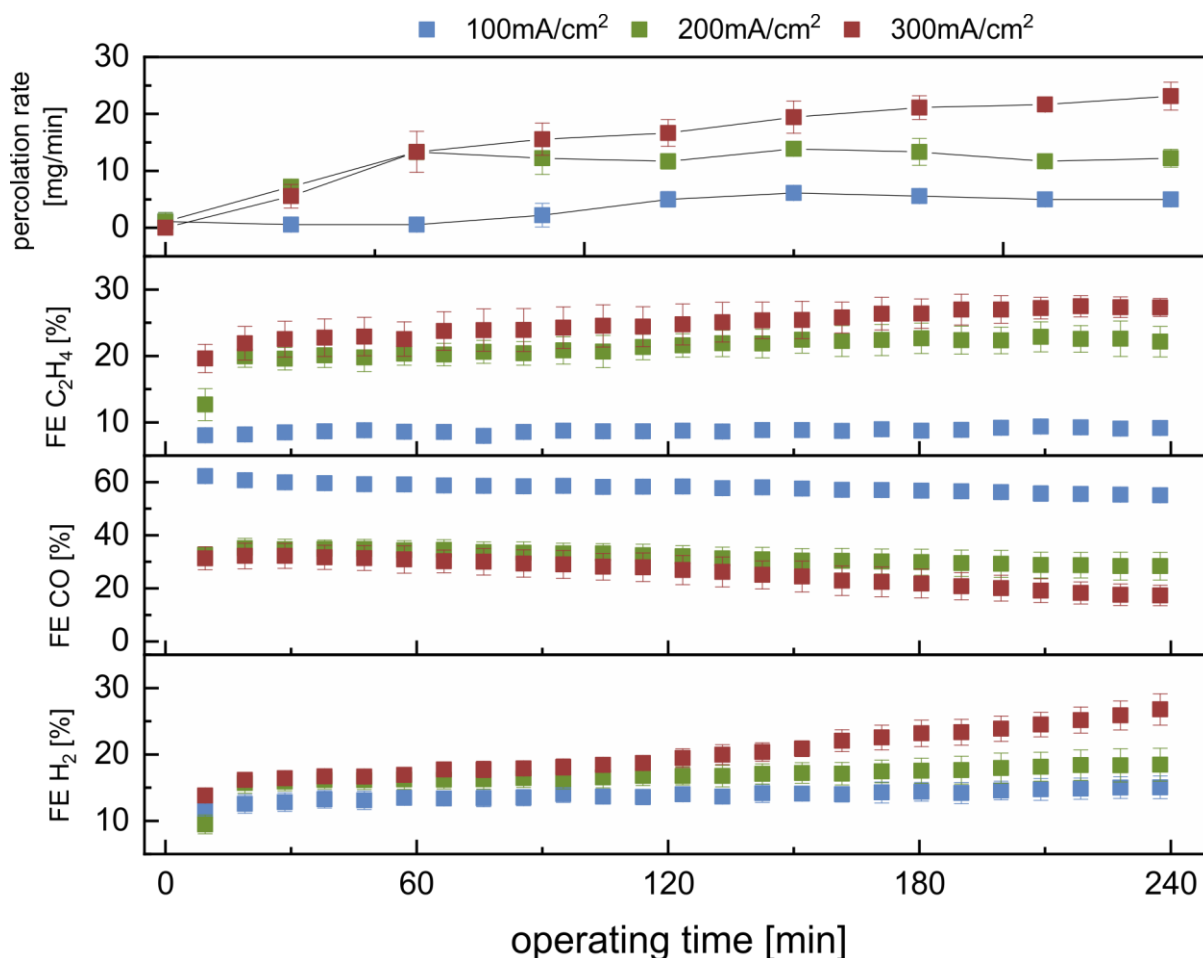 100mA/cm² 200mA/cm² 300mA/cm²
percolation rate
[mg/min]
30
20
10
0
FE C₂H₄ [%]
30
20
10
FE CO [%]
60
40
20
0
FE H₂ [%]
30
20
10
0 60 120 180 240
operating time [min]